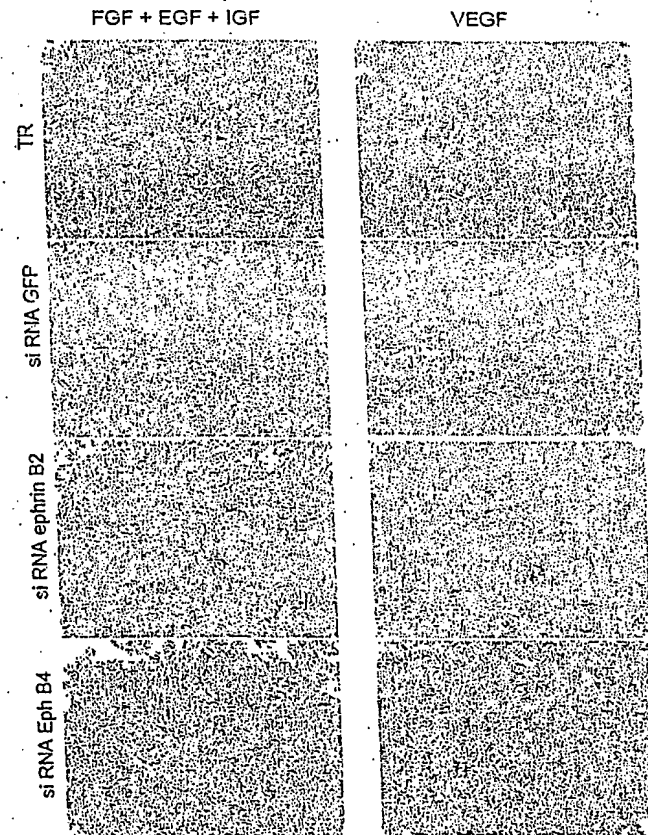 FGF + EGF + IGF
VEGF
TR
si RNA GFP
si RNA ephrin B2
si RNA Eph B4